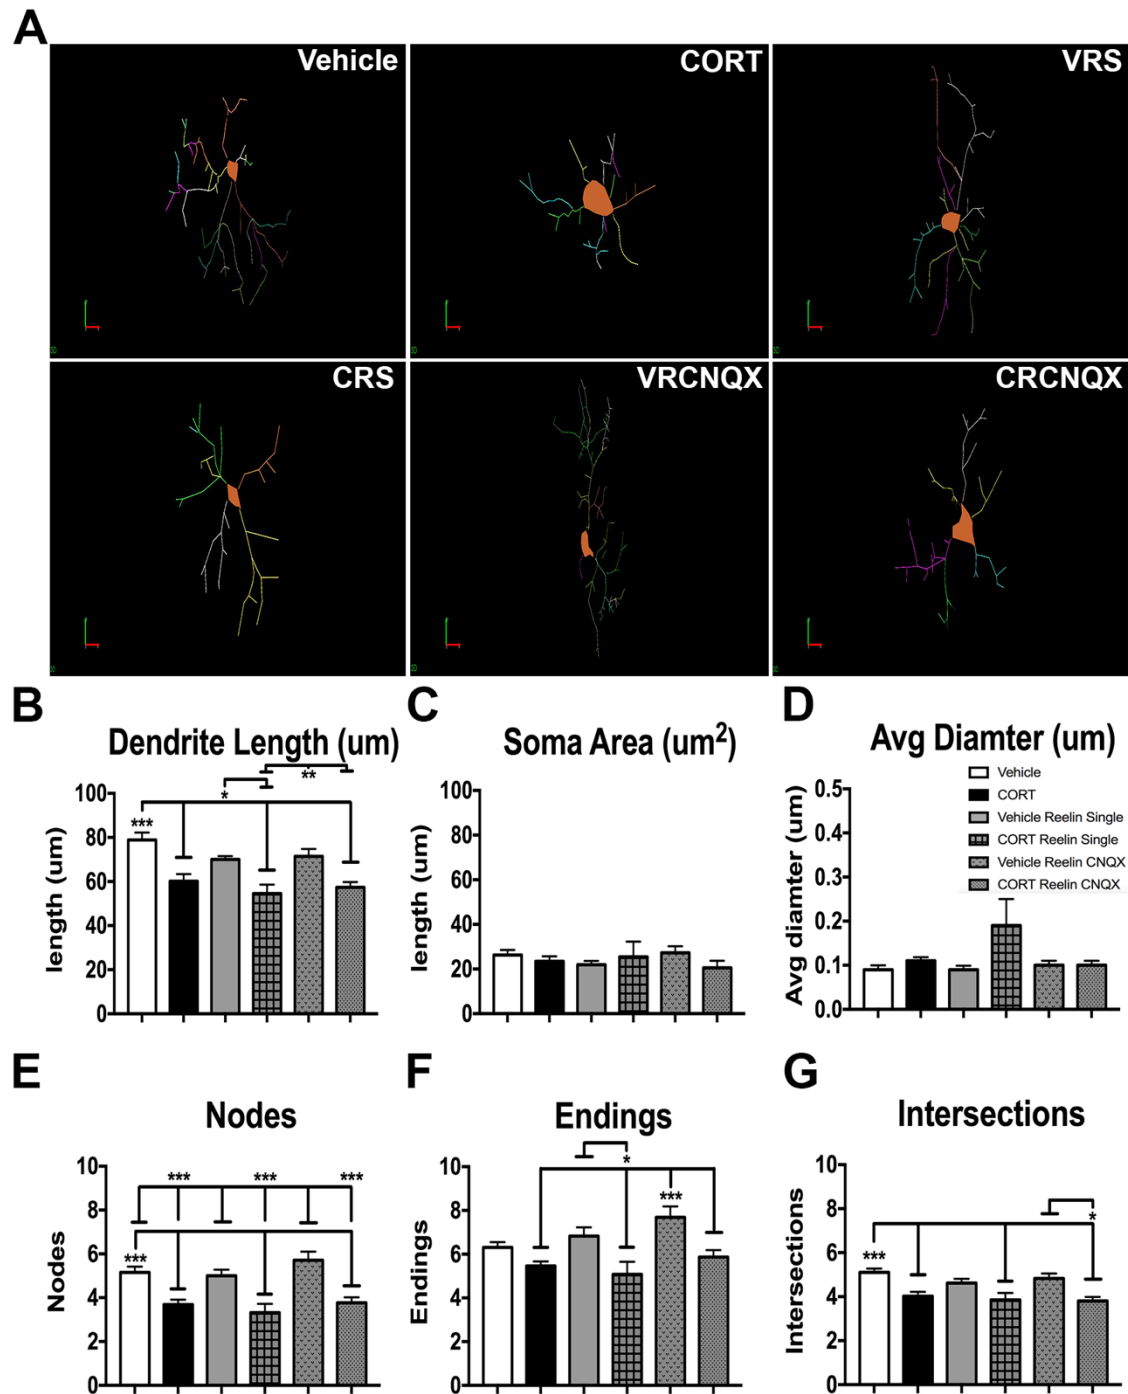 A
Vehicle
CORT
VRS
CRS
VRCNQX
CRCNQX
B
Dendrite Length (um)
length (um)
100
80
60
40
20
0
***
*
**
C
Soma Area (um²)
length (um)
100
80
60
40
20
0
D
Avg Diamter (um)
Avg diamter (um)
0.5
0.4
0.3
0.2
0.1
0.0
Vehicle
CORT
Vehicle Reelin Single
CORT Reelin Single
Vehicle Reelin CNQX
CORT Reelin CNQX
E
Nodes
Nodes
10
8
6
4
2
0
*** *** ***
***
F
Endings
Endings
10
8
6
4
2
0
*
***
G
Intersections
Intersections
10
8
6
4
2
0
***
*